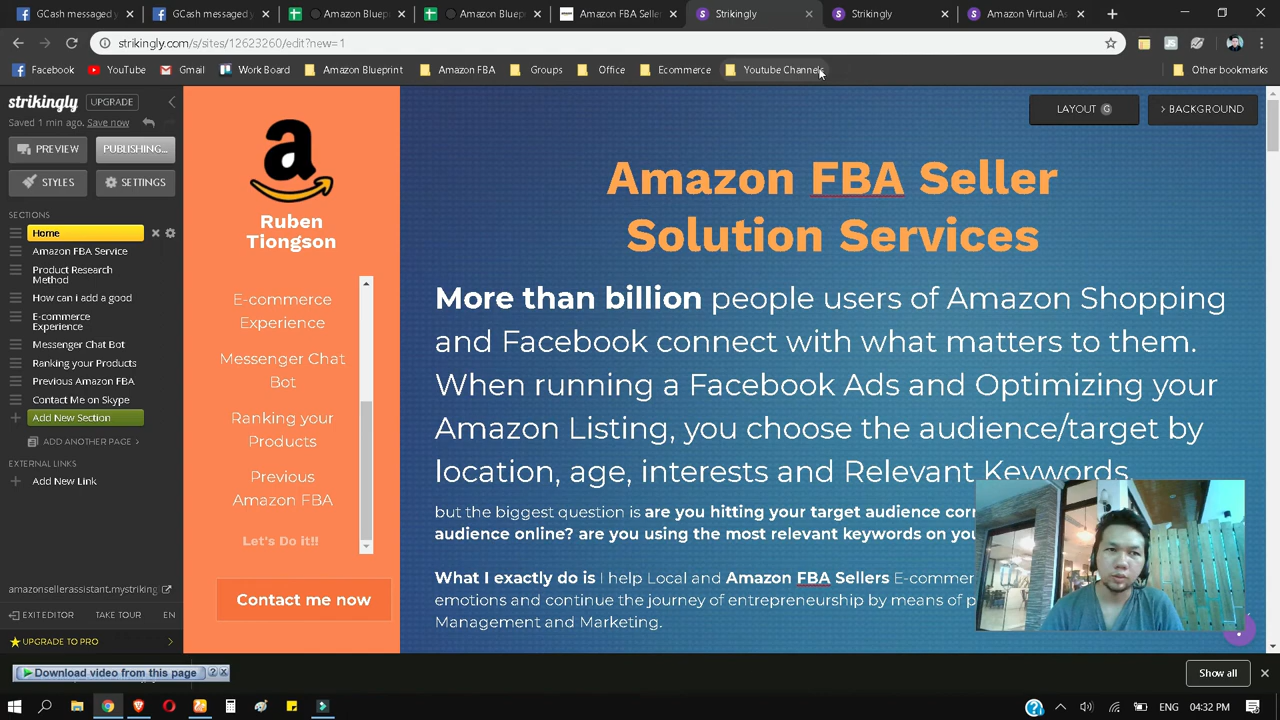 GCash messaged y
GCash messaged y
Amazon Bluep
Amazon Bluep
Amazon FBA Selle
Strikingly
Strikingly
Amazon Virtual As
strikingly.com/s/sites/12623260/edit?new=1
Facebook
YouTube
Gmail
Work Board
Amazon Blueprint
Amazon FBA
Groups
Office
Ecommerce
Youtube Channels
Other bookmarks
strikingly
UPGRADE
Saved 1 min ago. Save now
PREVIEW
PUBLISHING...
STYLES
SETTINGS
SECTIONS
Home
Amazon FBA Service
Product Research
Method
How can i add a good
E-commerce
Experience
Messenger Chat Bot
Ranking your Products
Previous Amazon FBA
Contact Me on Skype
Add New Section
ADD ANOTHER PAGE
EXTERNAL LINKS
Add New Link
amazonsellerassistant.mystriking
EXIT EDITOR
TAKE TOUR
EN
UPGRADE TO PRO
Ruben
Tiongson
E-commerce
Experience
Messenger Chat
Bot
Ranking your
Products
Previous
Amazon FBA
Let's Do it!!
Contact me now
LAYOUT G
BACKGROUND
Amazon FBA Seller
Solution Services
More than billion people users of Amazon Shopping
and Facebook connect with what matters to them.
When running a Facebook Ads and Optimizing your
Amazon Listing, you choose the audience/target by
location, age, interests and Relevant Keywords
but the biggest question is are you hitting your target audience corr
audience online? are you using the most relevant keywords on you
What I exactly do is I help Local and Amazon FBA Sellers E-commer
emotions and continue the journey of entrepreneurship by means of p
Management and Marketing.
Download video from this page
Show all
ENG
04:32 PM